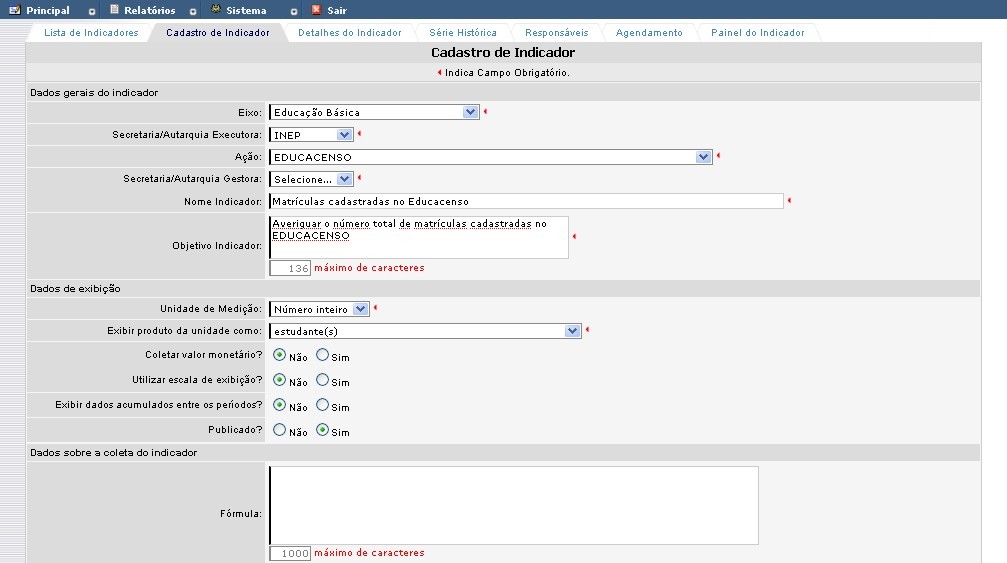 Principal Relatórios Sistema Sair
Lista de Indicadores Cadastro de Indicador Detalhes do Indicador Série Histórica Responsáveis Agendamento Painel do Indicador
Cadastro de Indicador
Indica Campo Obrigatório.
Dados gerais do indicador
Eixo: Educação Básica
Secretaria/Autarquia Executora: INEP
Ação: EDUCACENSO
Secretaria/Autarquia Gestora: Selecione...
Nome Indicador: Matrículas cadastradas no Educacenso
Objetivo Indicador: Averiguar o número total de matrículas cadastradas no
EDUCACENSO
136 máximo de caracteres
Dados de exibição
Unidade de Medição: Número inteiro
Exibir produto da unidade como: estudante(s)
Coletar valor monetário? Não Sim
Utilizar escala de exibição? Não Sim
Exibir dados acumulados entre os períodos? Não Sim
Publicado? Não Sim
Dados sobre a coleta do indicador
Fórmula:
1000 máximo de caracteres